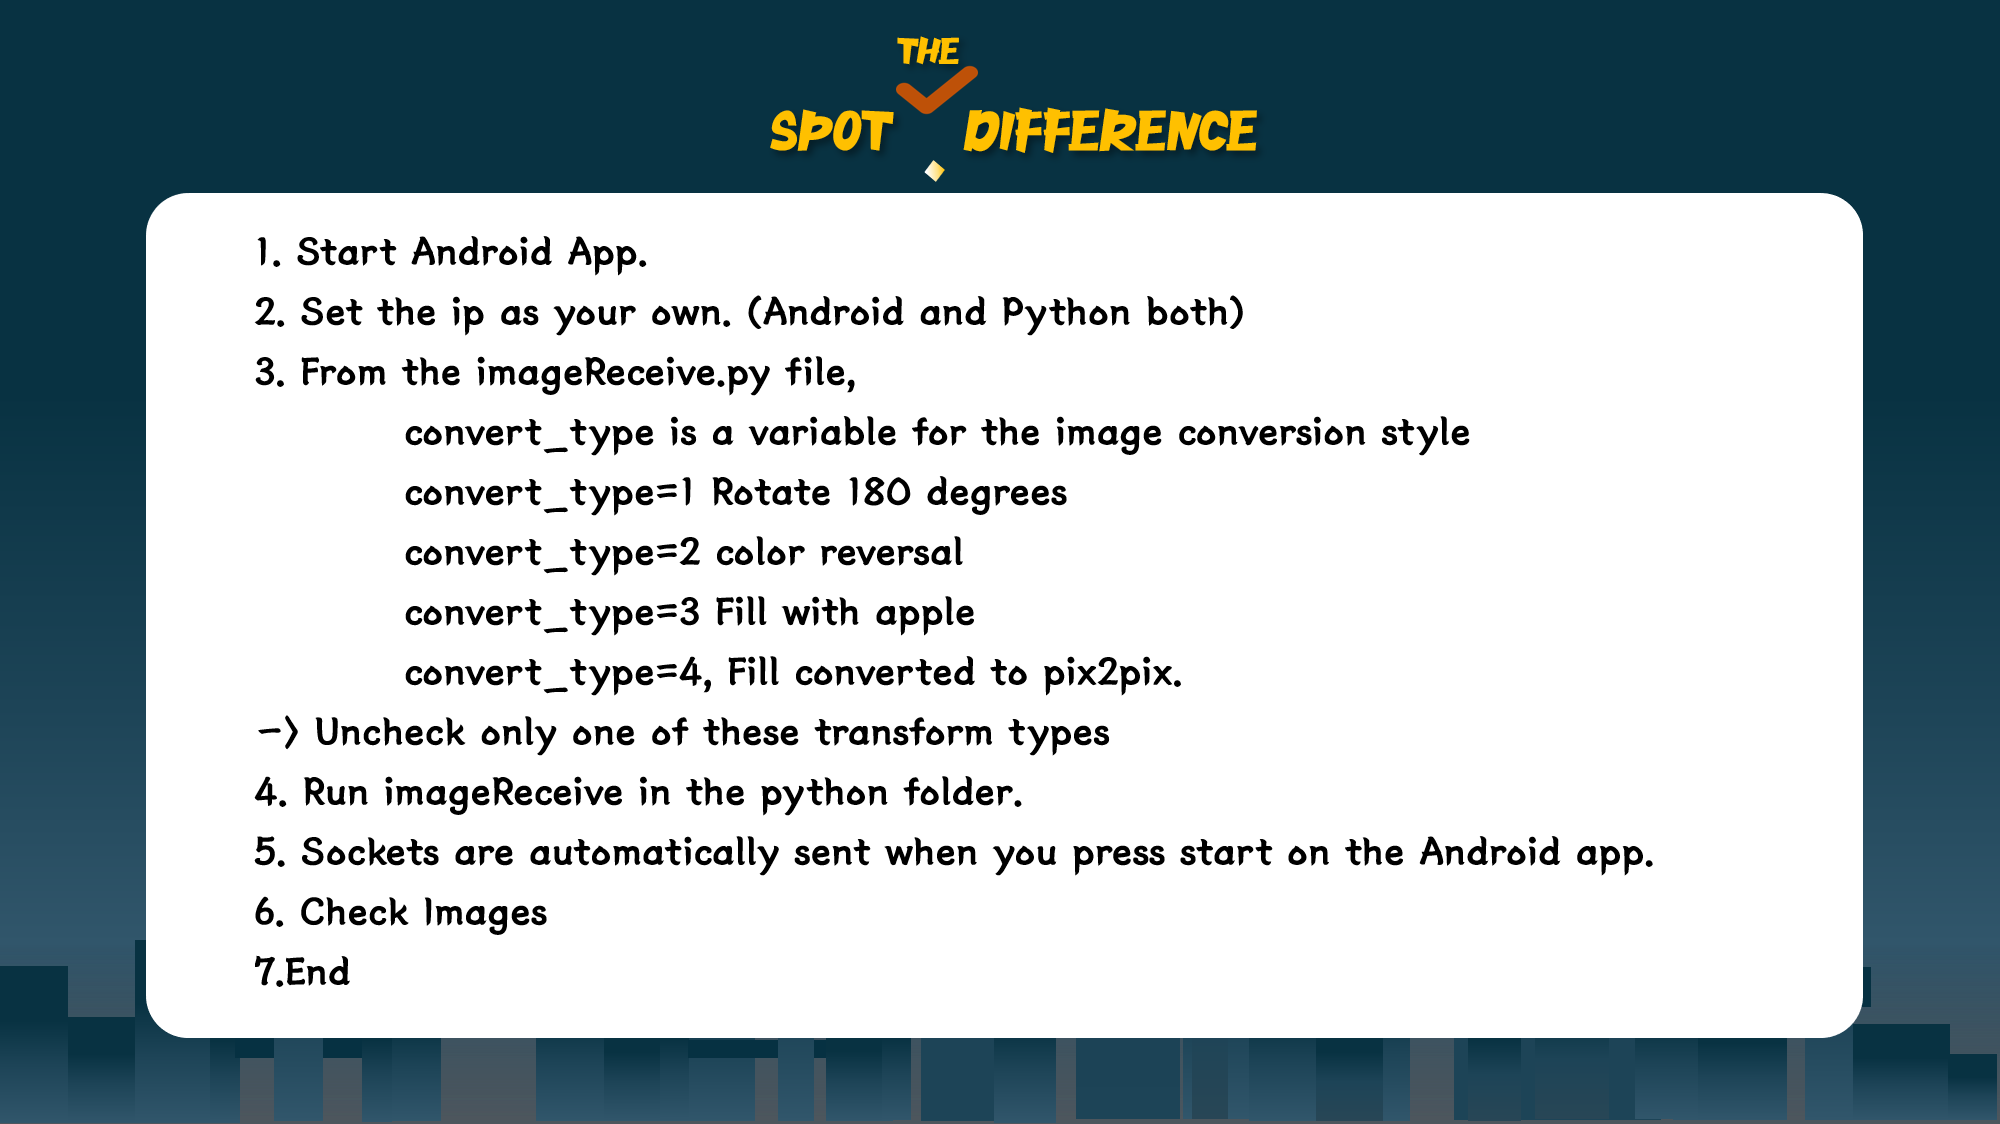 THE
SPOT DIFFERENCE
1. Start Android App.
2. Set the ip as your own. (Android and Python both)
3. From the imageReceive.py file,
convert_type is a variable for the image conversion style
convert_type=1 Rotate 180 degrees
convert_type=2 color reversal
convert_type=3 Fill with apple
convert_type=4, Fill converted to pix2pix.
-> Uncheck only one of these transform types
4. Run imageReceive in the python folder.
5. Sockets are automatically sent when you press start on the Android app.
6. Check Images
7.End